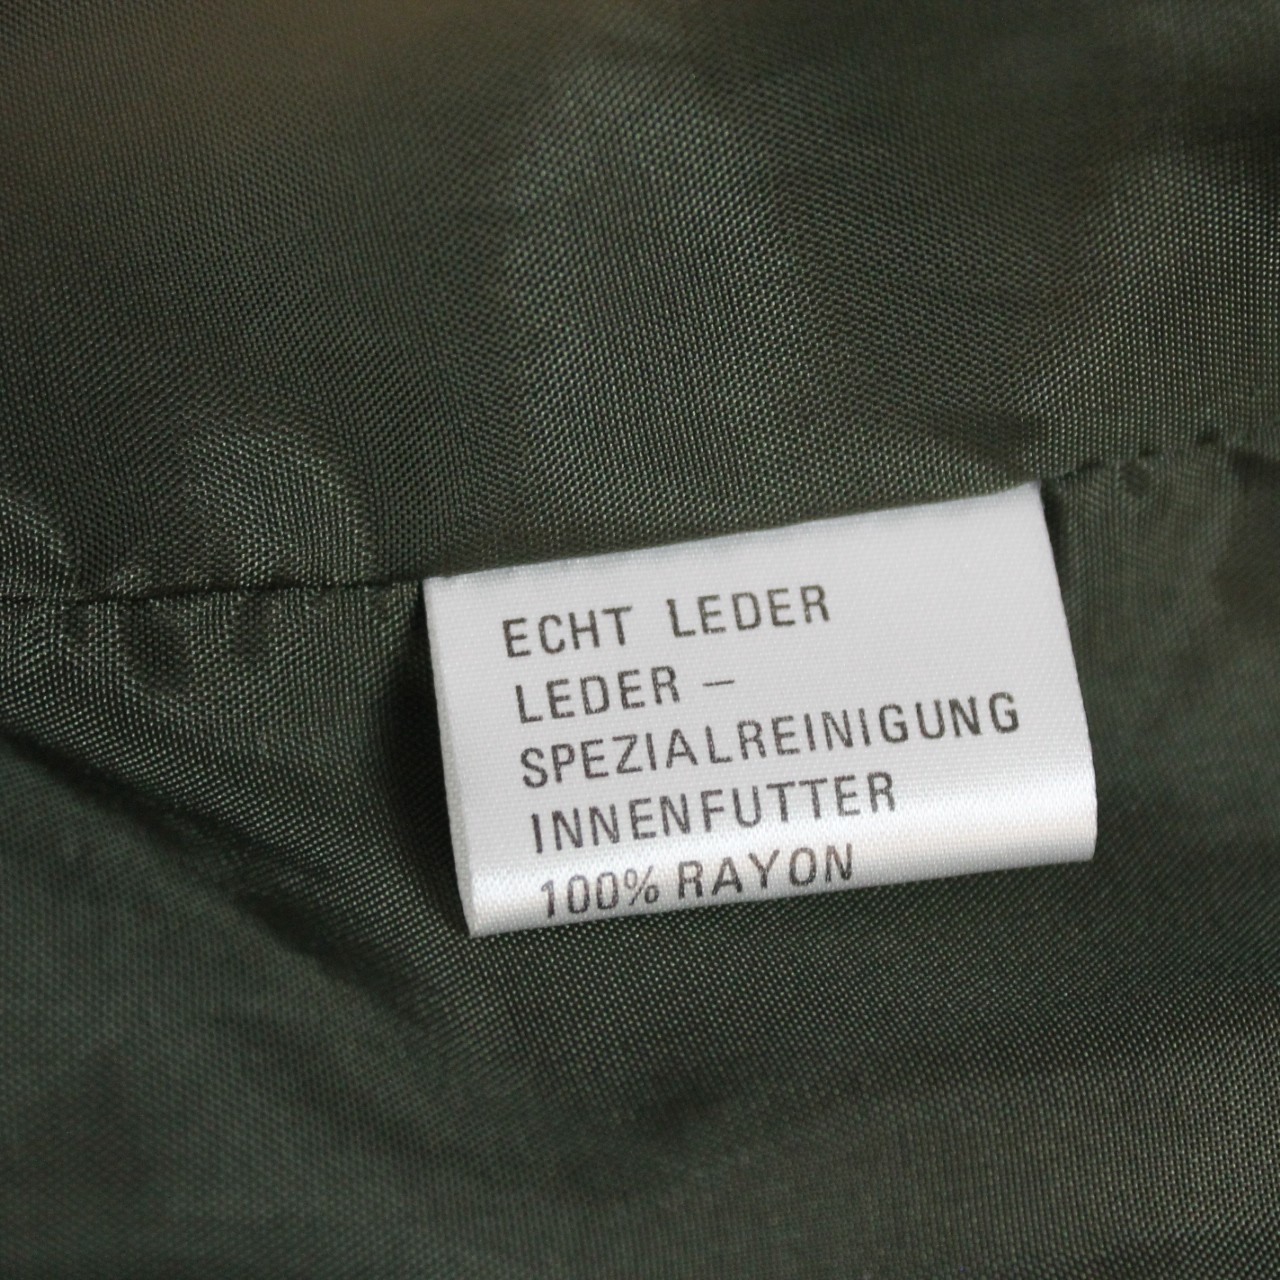 ECHT LEDER
LEDER –
SPEZIALREINIGUNG
INNENFUTTER
100% RAYON